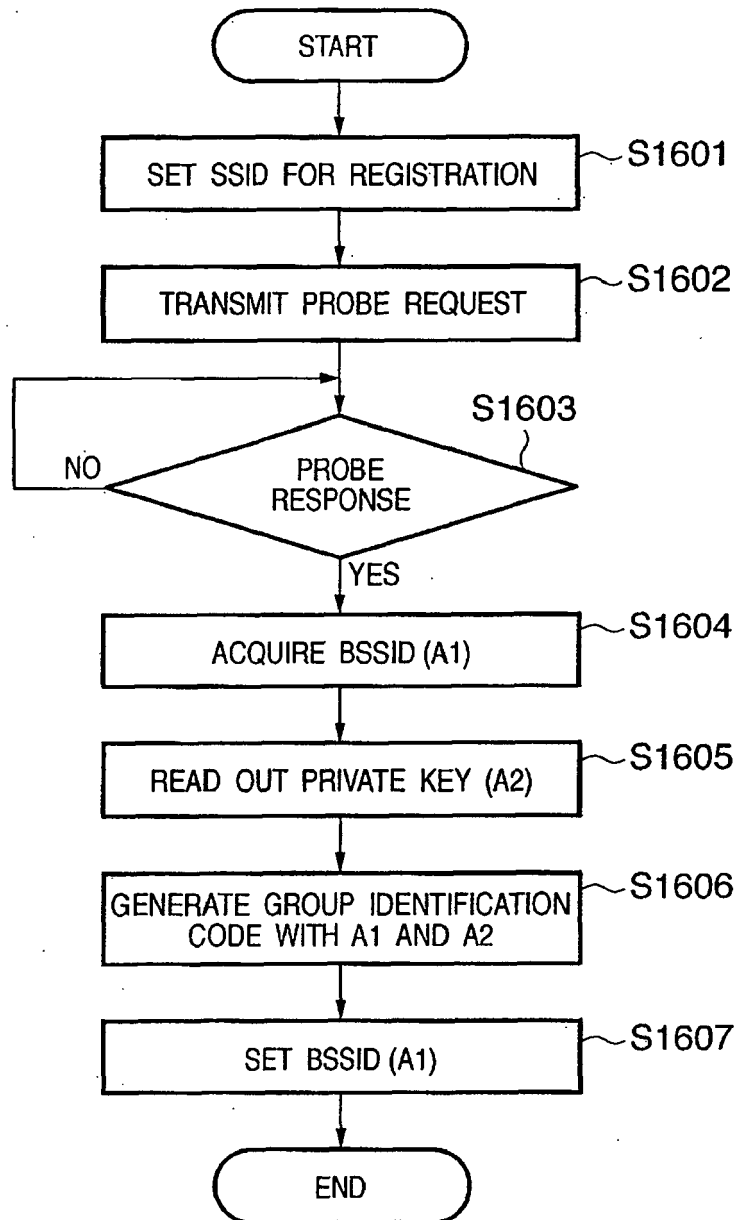 START
SET SSID FOR REGISTRATION
S1601
TRANSMIT PROBE REQUEST
S1602
S1603
NO
PROBE
RESPONSE
YES
ACQUIRE BSSID (A1)
S1604
READ OUT PRIVATE KEY (A2)
S1605
GENERATE GROUP IDENTIFICATION
CODE WITH A1 AND A2
S1606
SET BSSID (A1)
S1607
END